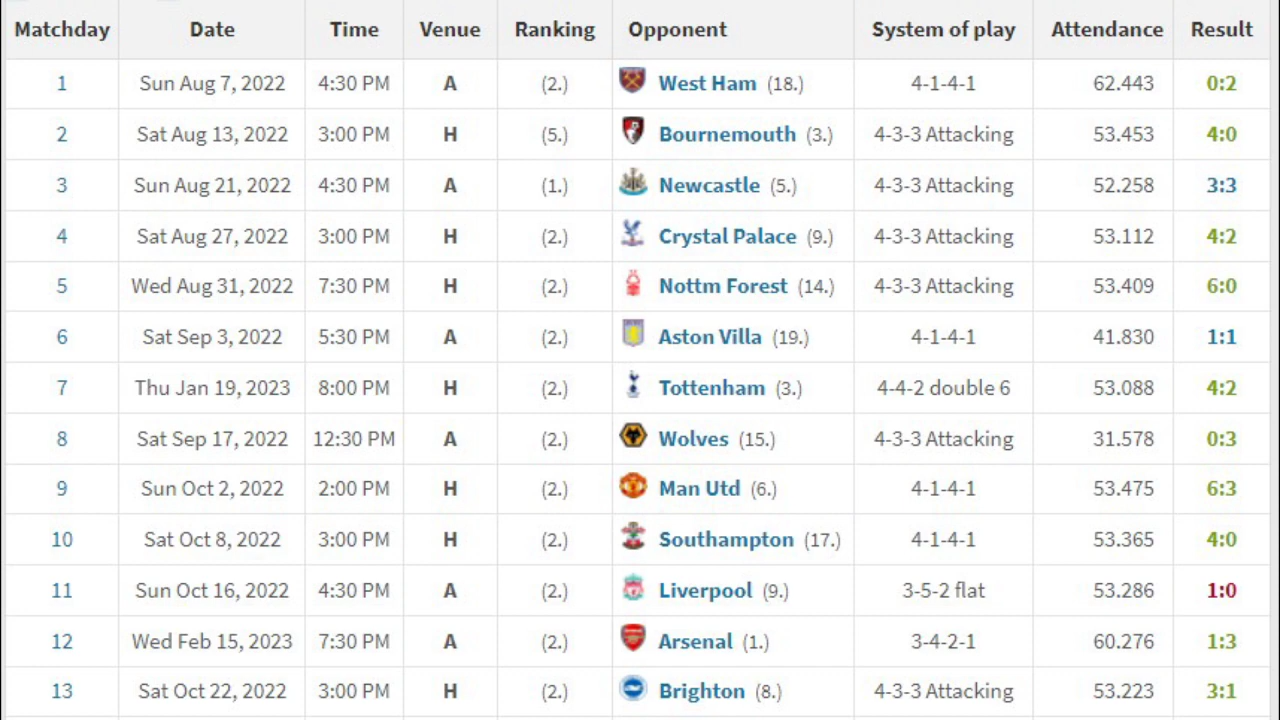 Matchday Date Time Venue Ranking Opponent System of play Attendance Result
1 Sun Aug 7, 2022 4:30 PM A (2.) West Ham (18.) 4-1-4-1 62.443 0:2
2 Sat Aug 13, 2022 3:00 PM H (5.) Bournemouth (3.) 4-3-3 Attacking 53.453 4:0
3 Sun Aug 21, 2022 4:30 PM A (1.) Newcastle (5.) 4-3-3 Attacking 52.258 3:3
4 Sat Aug 27, 2022 3:00 PM H (2.) Crystal Palace (9.) 4-3-3 Attacking 53.112 4:2
5 Wed Aug 31, 2022 7:30 PM H (2.) Nottm Forest (14.) 4-3-3 Attacking 53.409 6:0
6 Sat Sep 3, 2022 5:30 PM A (2.) Aston Villa (19.) 4-1-4-1 41.830 1:1
7 Thu Jan 19, 2023 8:00 PM H (2.) Tottenham (3.) 4-4-2 double 6 53.088 4:2
8 Sat Sep 17, 2022 12:30 PM A (2.) Wolves (15.) 4-3-3 Attacking 31.578 0:3
9 Sun Oct 2, 2022 2:00 PM H (2.) Man Utd (6.) 4-1-4-1 53.475 6:3
10 Sat Oct 8, 2022 3:00 PM H (2.) Southampton (17.) 4-1-4-1 53.365 4:0
11 Sun Oct 16, 2022 4:30 PM A (2.) Liverpool (9.) 3-5-2 flat 53.286 1:0
12 Wed Feb 15, 2023 7:30 PM A (2.) Arsenal (1.) 3-4-2-1 60.276 1:3
13 Sat Oct 22, 2022 3:00 PM H (2.) Brighton (8.) 4-3-3 Attacking 53.223 3:1